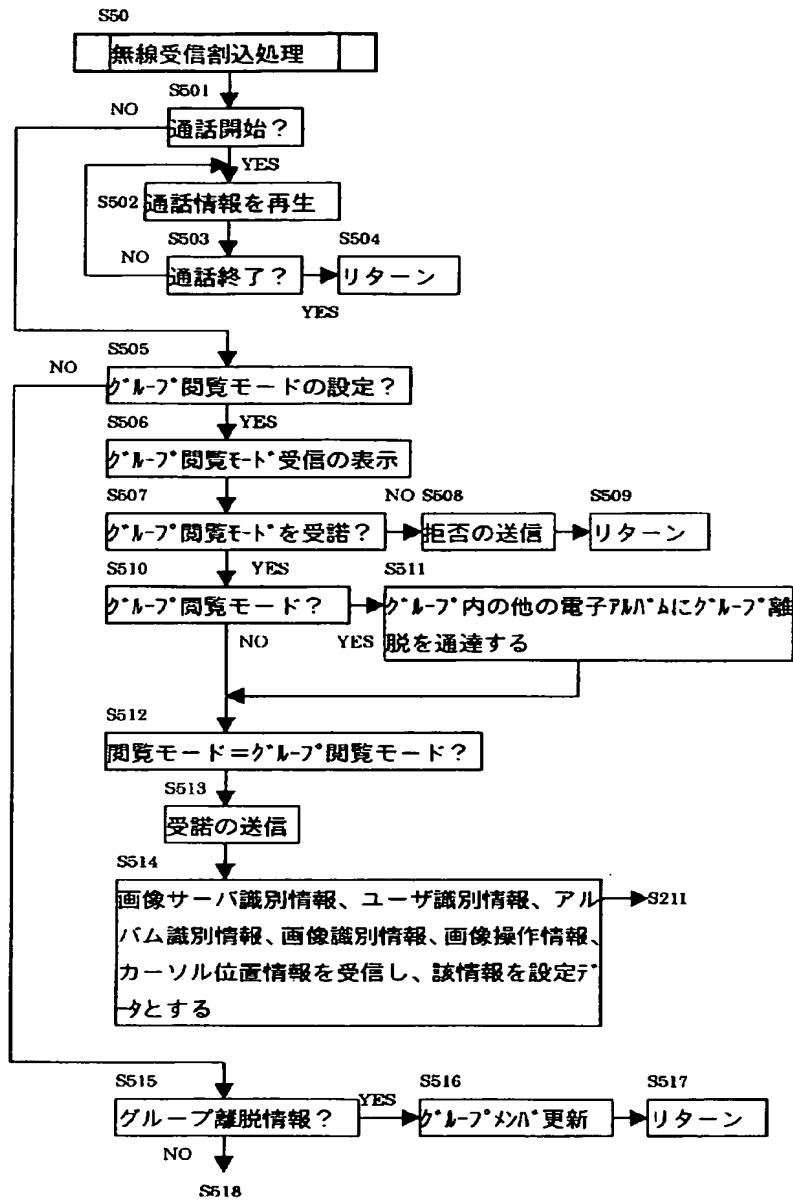 S50
無線受信割込処理
S501
NO
通話開始？
YES
S502
通話情報を再生
S503
NO
通話終了？
YES
S504
リターン
S505
NO
ｸﾞﾙｰﾌﾟ閲覧モードの設定？
S506
YES
ｸﾞﾙｰﾌﾟ閲覧ﾓｰﾄﾞ受信の表示
S507
ｸﾞﾙｰﾌﾟ閲覧ﾓｰﾄﾞを受諾？
NO
S508
拒否の送信
S509
リターン
S510
YES
ｸﾞﾙｰﾌﾟ閲覧モード？
NO
YES
S511
ｸﾞﾙｰﾌﾟ内の他の電子ｱﾙﾊﾞﾑにｸﾞﾙｰﾌﾟ離
脱を通達する
S512
閲覧モード＝ｸﾞﾙｰﾌﾟ閲覧モード？
S513
受諾の送信
S514
画像サーバ識別情報、ユーザ識別情報、アル
バム識別情報、画像識別情報、画像操作情報、
カーソル位置情報を受信し、該情報を設定ﾃﾞ
ｰﾀとする
S211
S515
グループ離脱情報？
YES
S516
ｸﾞﾙｰﾌﾟﾒﾝﾊﾞ更新
S517
リターン
NO
S518